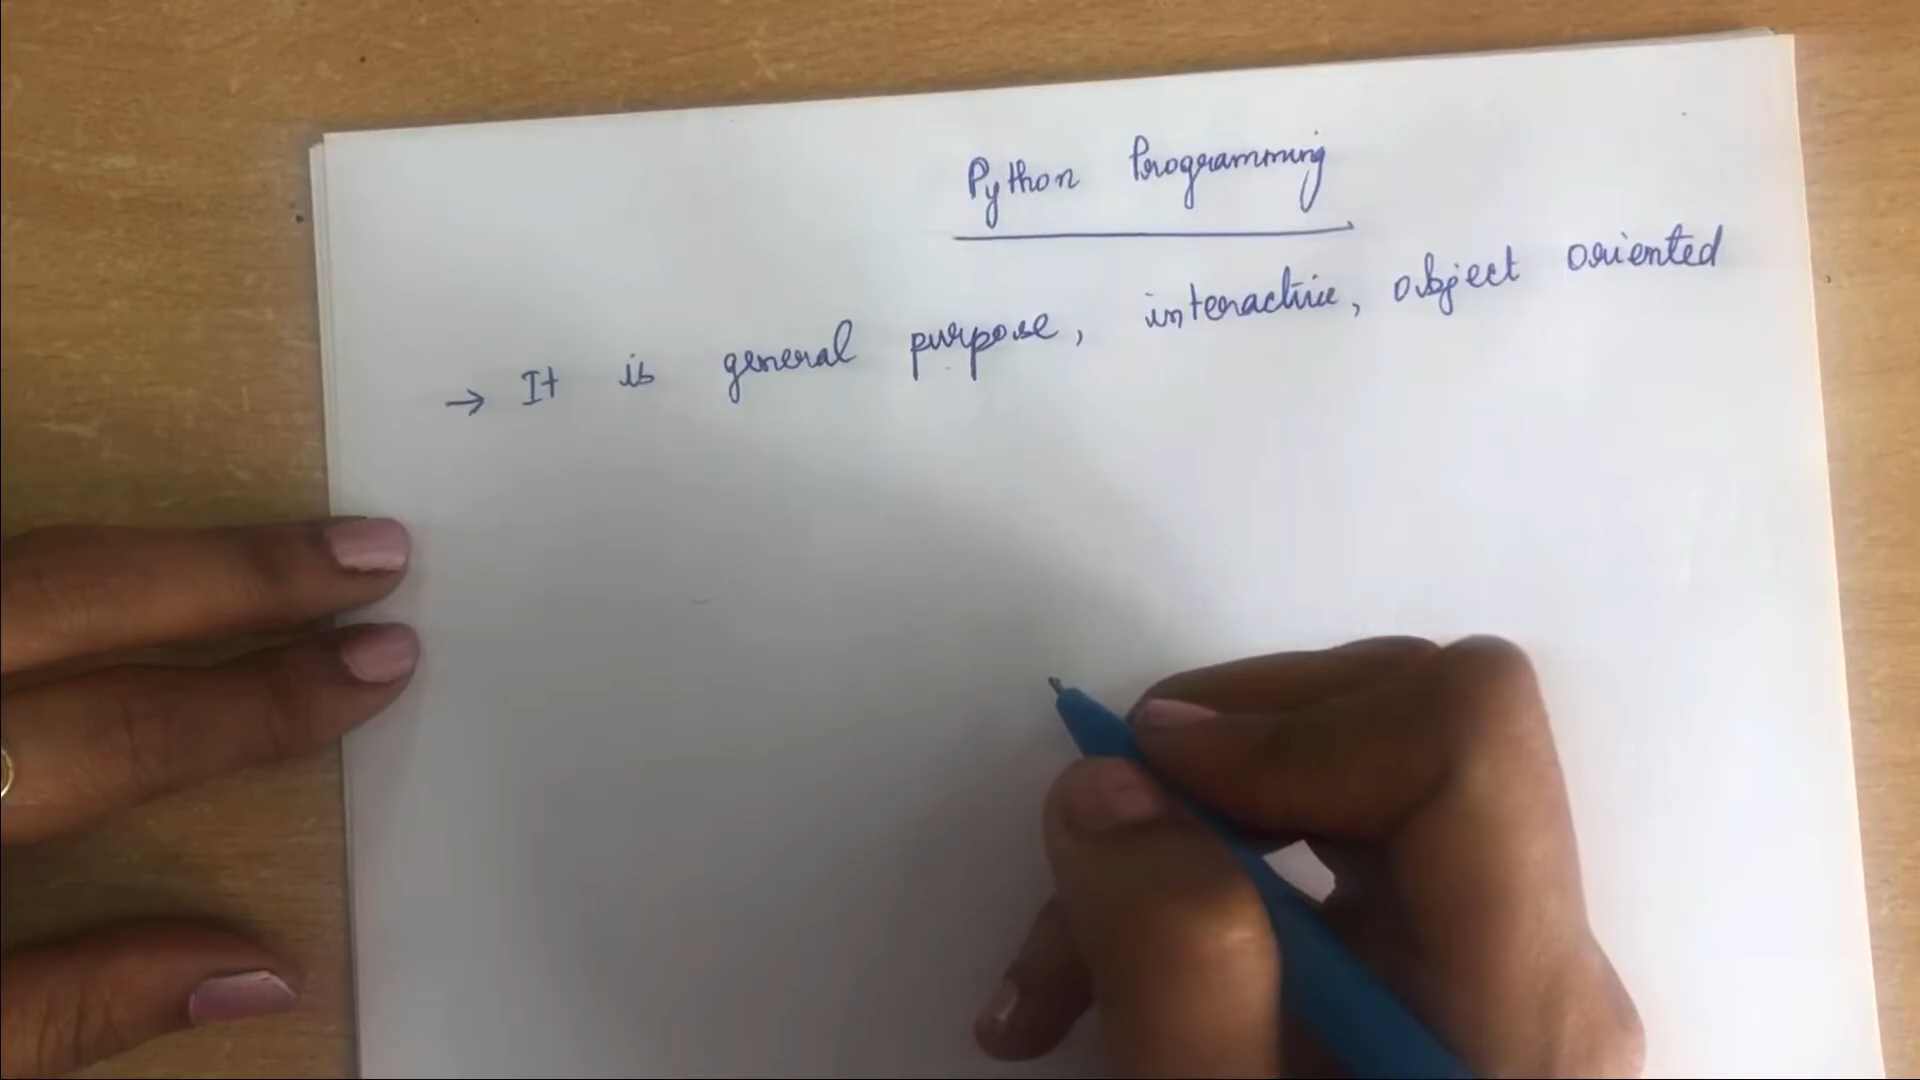 Python Programming
→ It is general purpose, interactive, object oriented